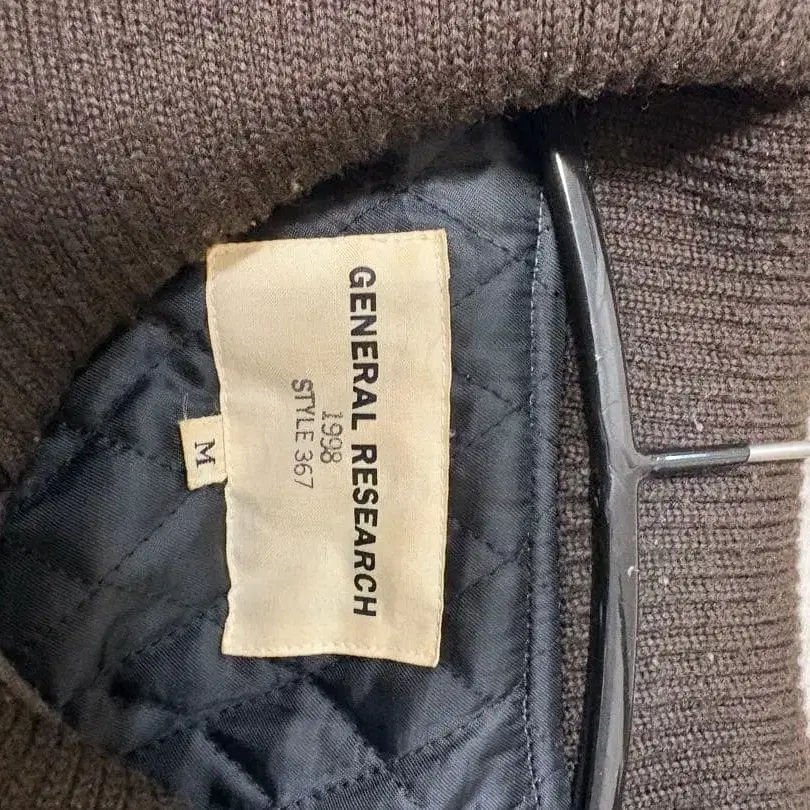 GENERAL RESEARCH
1998
STYLE 367
M